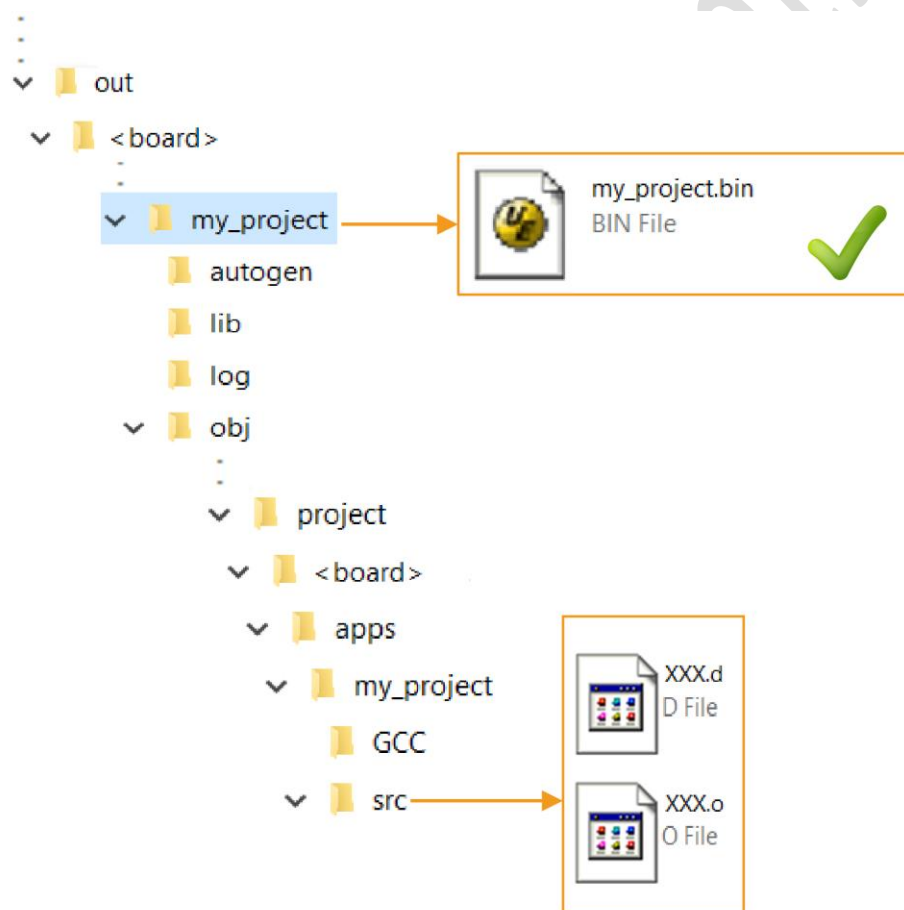 out
<board>
my_project
my_project.bin
BIN File
autogen
lib
log
obj
project
<board>
apps
my_project
GCC
src
XXX.d
D File
XXX.o
O File